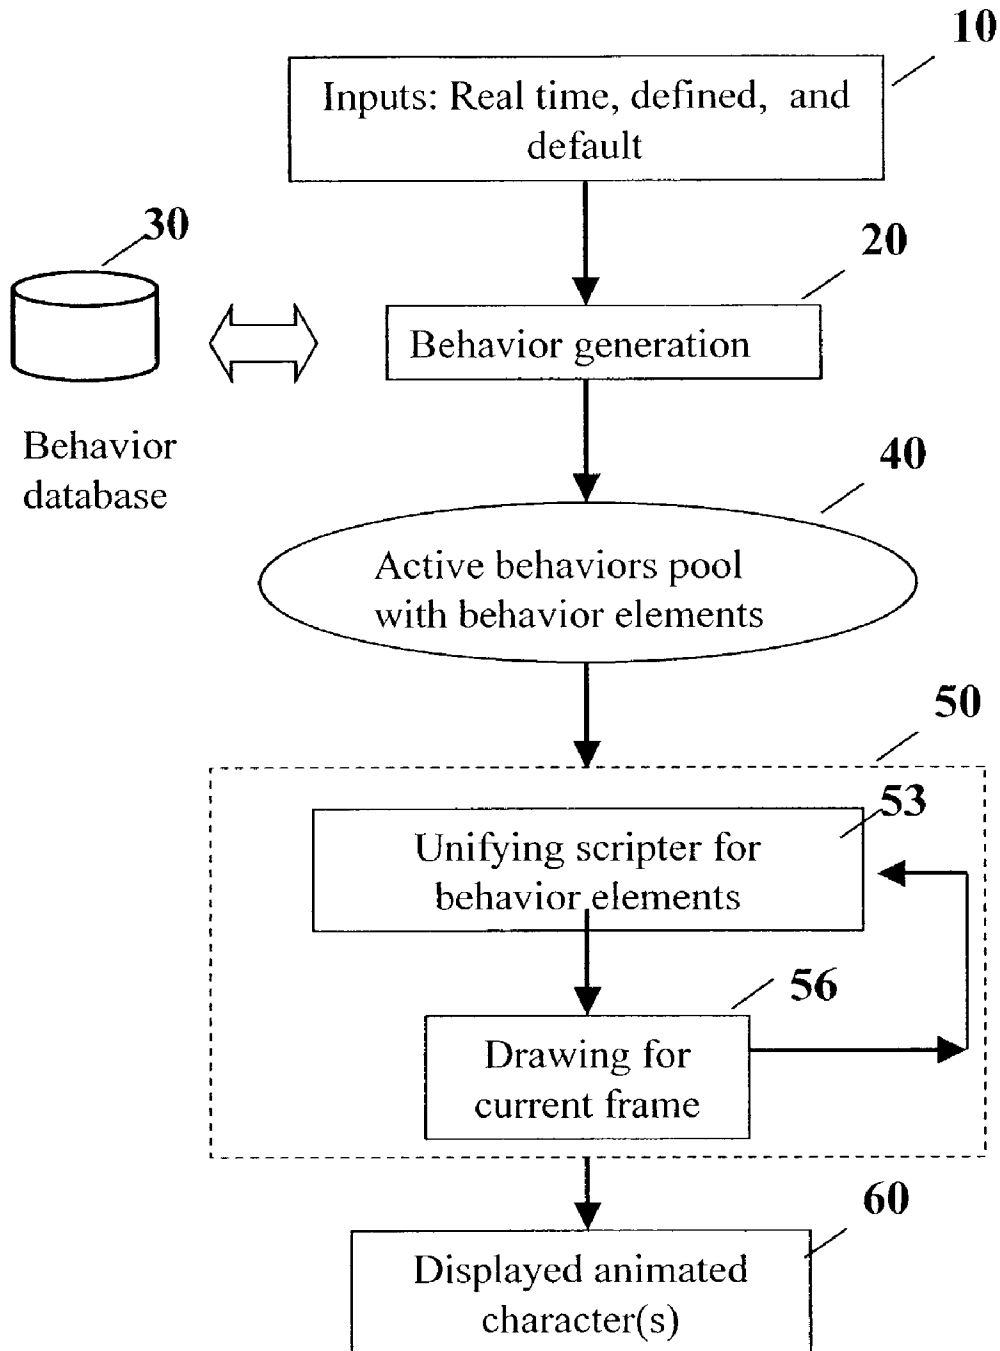 10
Inputs: Real time, defined, and
default
30
20
Behavior generation
Behavior
database
40
Active behaviors pool
with behavior elements
50
53
Unifying scripter for
behavior elements
56
Drawing for
current frame
60
Displayed animated
character(s)